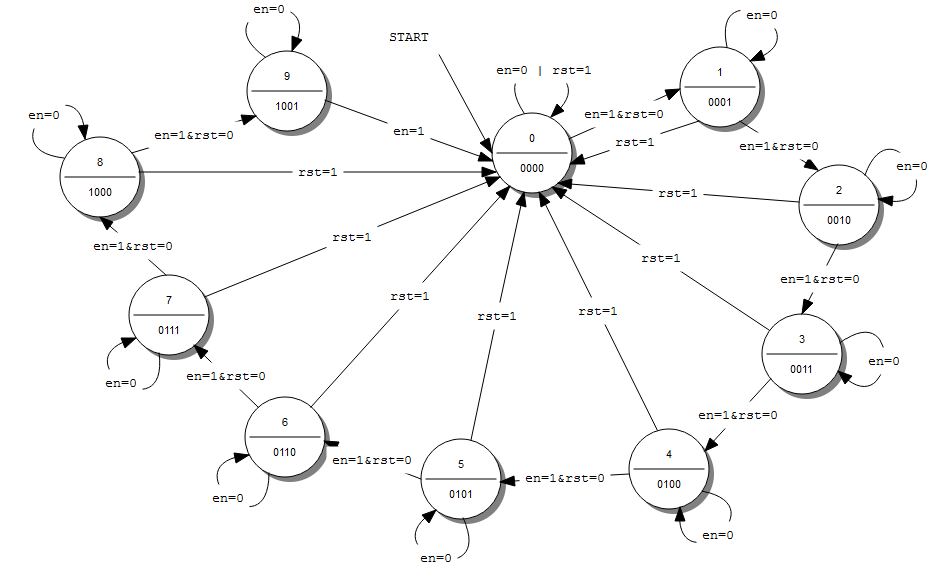 en=0
START
en=0
9
1001
en=0 | rst=1
1
0001
en=0
en=1&rst=0
en=1&rst=0
en=1
0
0000
rst=1
en=1&rst=0
en=0
8
1000
rst=1
rst=1
2
0010
en=1&rst=0
rst=1
rst=1
en=1&rst=0
7
0111
rst=1
rst=1
rst=1
3
0011
en=0
en=0
en=1&rst=0
en=1&rst=0
6
0110
en=1&rst=0
5
0101
en=1&rst=0
4
0100
en=0
en=0
en=0